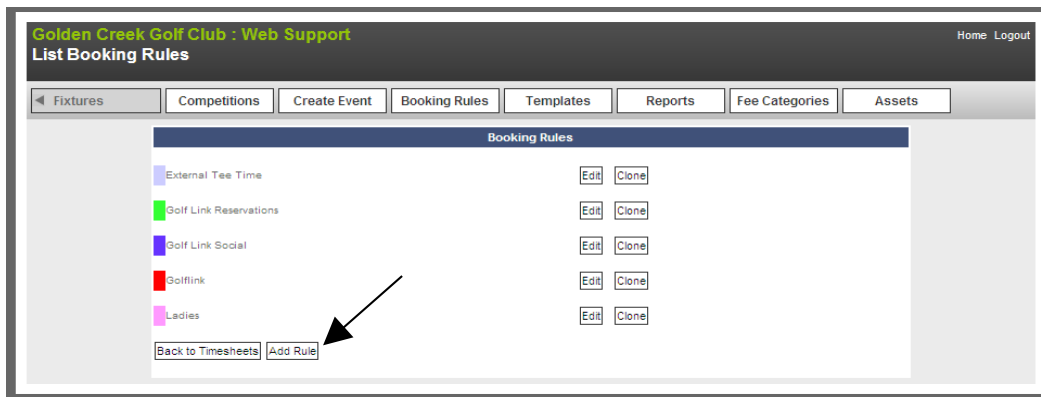 Golden Creek Golf Club : Web Support
Home Logout
List Booking Rules
Fixtures Competitions Create Event Booking Rules Templates Reports Fee Categories Assets
Booking Rules
External Tee Time Edit Clone
Golf Link Reservations Edit Clone
Golf Link Social Edit Clone
Golflink Edit Clone
Ladies Edit Clone
Back to Timesheets Add Rule